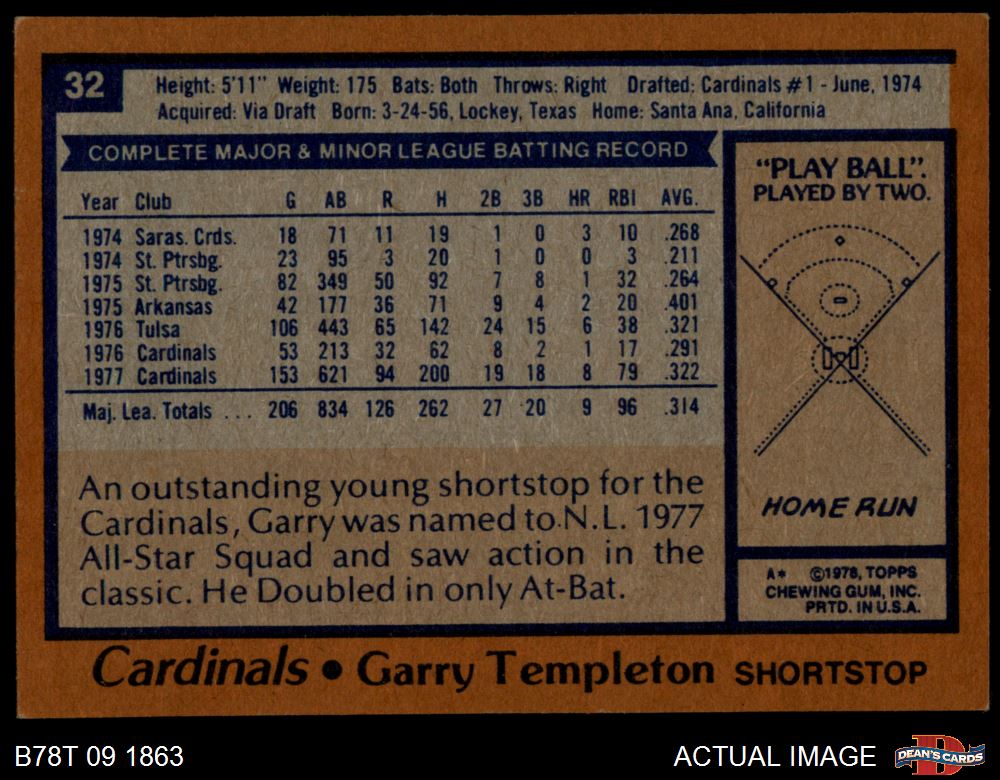 32
Height: 5'11" Weight: 175 Bats: Both Throws: Right Drafted: Cardinals #1 - June, 1974
Acquired: Via Draft Born: 3-24-56, Lockey, Texas Home: Santa Ana, California
COMPLETE MAJOR & MINOR LEAGUE BATTING RECORD
Year Club G AB R H 2B 3B HR RBI AVG.
1974 Saras. Crds. 18 71 11 19 1 0 3 10 .268
1974 St. Ptrsbg. 23 95 3 20 1 0 0 3 .211
1975 St. Ptrsbg. 82 349 50 92 7 8 1 32 .264
1975 Arkansas 42 177 36 71 9 4 2 20 .401
1976 Tulsa 106 443 65 142 24 15 6 38 .321
1976 Cardinals 53 213 32 62 8 2 1 17 .291
1977 Cardinals 153 621 94 200 19 18 8 79 .322
Maj. Lea. Totals ... 206 834 126 262 27 20 9 96 .314
An outstanding young shortstop for the
Cardinals, Garry was named to N.L. 1977
All-Star Squad and saw action in the
classic. He Doubled in only At-Bat.
"PLAY BALL".
PLAYED BY TWO.
HOME RUN
A* ©1978, TOPPS
CHEWING GUM, INC.
PRTD. IN U.S.A.
Cardinals • Garry Templeton SHORTSTOP
B78T 09 1863
ACTUAL IMAGE
DEAN'S CARDS